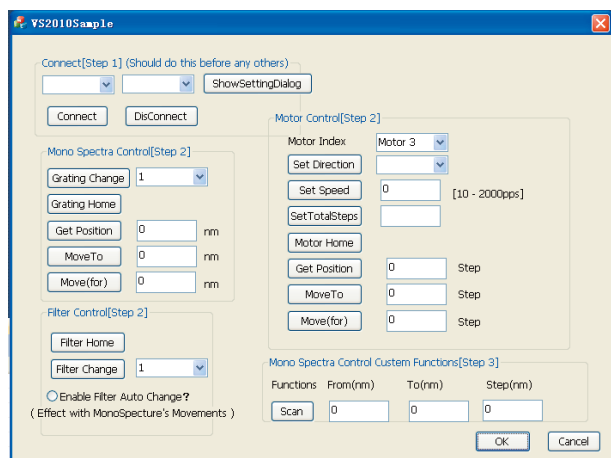 VS2010Sample
Connect[Step 1] (Should do this before any others)
ShowSettingDialog
Connect DisConnect
Mono Spectra Control[Step 2]
Grating Change 1
Grating Home
Get Position 0 nm
MoveTo 0 nm
Move(for) 0 nm
Filter Control[Step 2]
Filter Home
Filter Change 1
Enable Filter Auto Change?
( Effect with MonoSpecture's Movements )
Motor Control[Step 2]
Motor Index Motor 3
Set Direction
Set Speed 0 [10 - 2000pps]
SetTotalSteps
Motor Home
Get Position 0 Step
MoveTo 0 Step
Move(for) 0 Step
Mono Spectra Control Custem Functions[Step 3]
Functions From(nm) To(nm) Step(nm)
Scan 0 0 0
OK Cancel